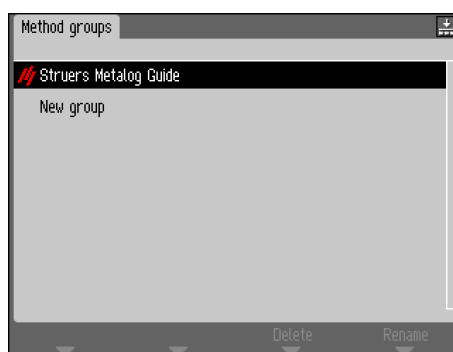 Method groups
Struers Metalog Guide
New group
Delete Rename